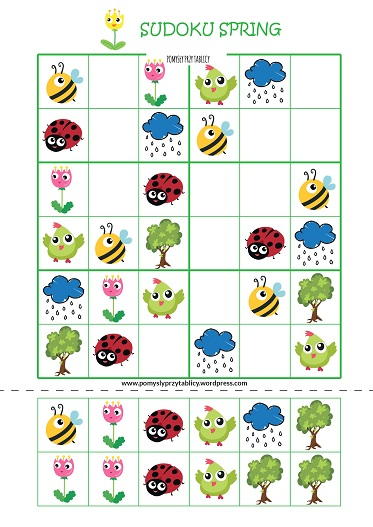 SUDOKU SPRING
POMYSŁY PRZY TABLICY
www.pomyslyprzytablicy.wordpress.com